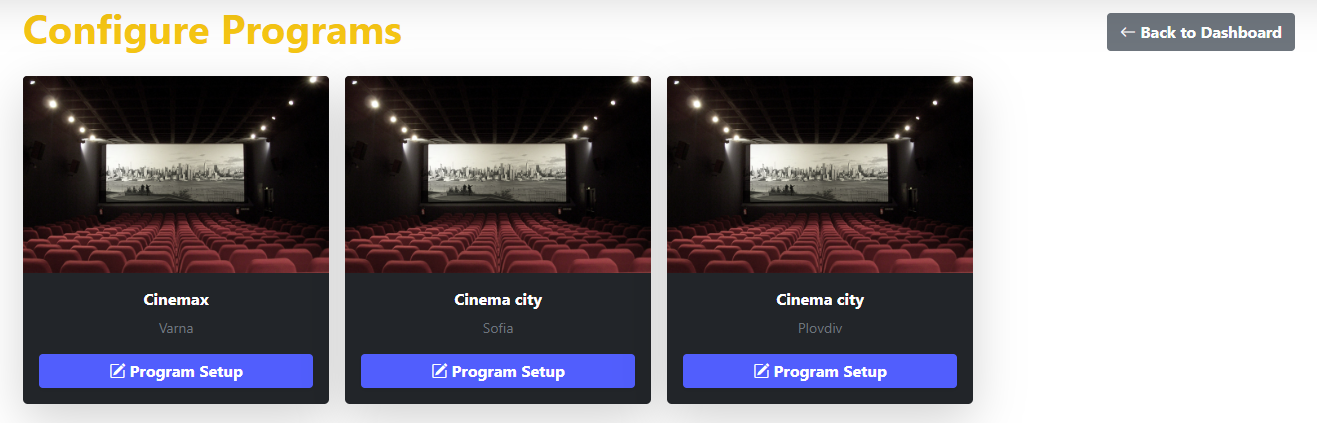 Configure Programs
← Back to Dashboard
Cinemax
Varna
Program Setup
Cinema city
Sofia
Program Setup
Cinema city
Plovdiv
Program Setup